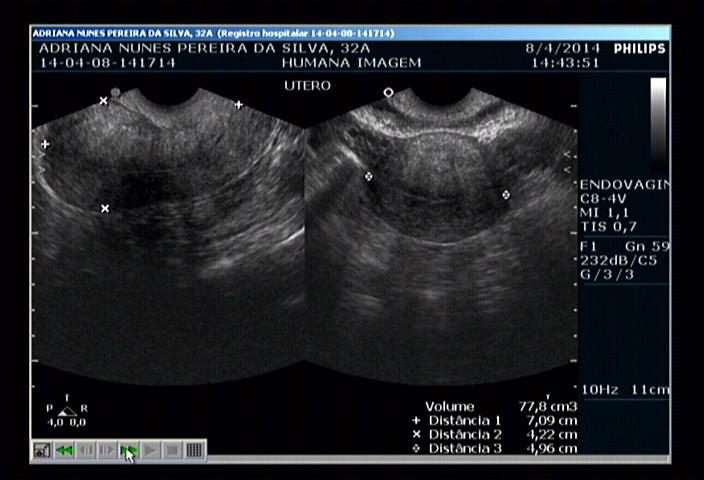 ADRIANA NUNES PEREIRA DA SILVA, 32A (Registro hospitalar 14-04-08-141714)
ADRIANA NUNES PEREIRA DA SILVA, 32A 8/4/2014 PHILIPS
14-04-08-141714 HUMANA IMAGEM 14:43:51
UTERO
ENDOVAGIN
C8-4V
MI 1,1
TIS 0,7
F1 Gn 59
232dB/C5
G/3/3
10Hz 11cm
T
P R
4,0 8,0
Volume 77,8 cm3
+ Distância 1 7,09 cm
× Distância 2 4,22 cm
Distância 3 4,96 cm